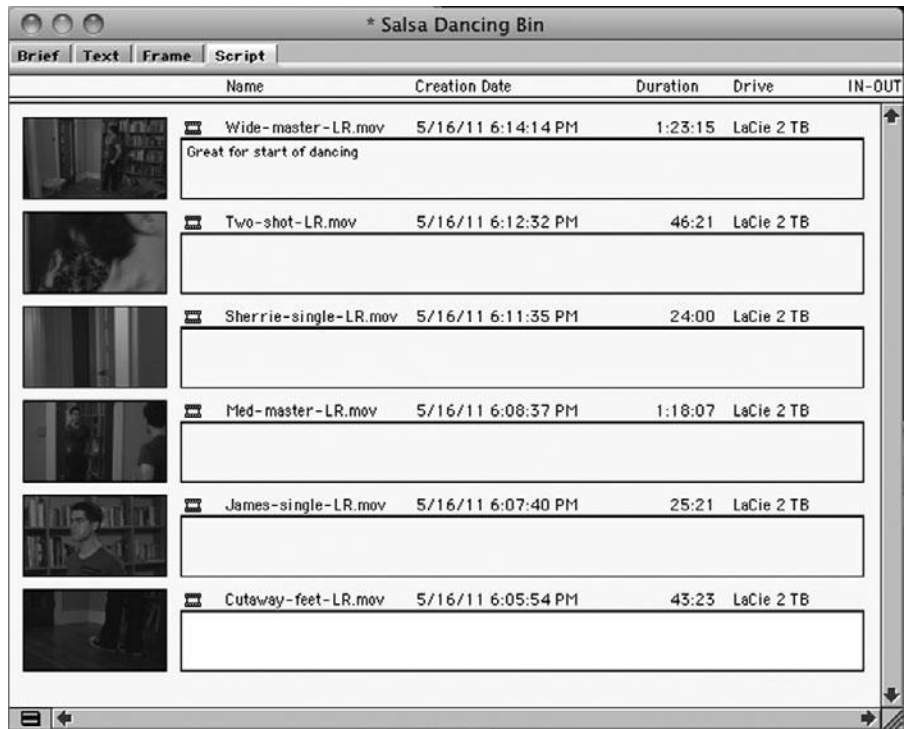 * Salsa Dancing Bin
Brief Text Frame Script
Name Creation Date Duration Drive IN-OUT
Wide-master-LR.mov 5/16/11 6:14:14 PM 1:23:15 LaCie 2 TB
Great for start of dancing
Two-shot-LR.mov 5/16/11 6:12:32 PM 46:21 LaCie 2 TB
Sherrie-single-LR.mov 5/16/11 6:11:35 PM 24:00 LaCie 2 TB
Med-master-LR.mov 5/16/11 6:08:37 PM 1:18:07 LaCie 2 TB
James-single-LR.mov 5/16/11 6:07:40 PM 25:21 LaCie 2 TB
Cutaway-feet-LR.mov 5/16/11 6:05:54 PM 43:23 LaCie 2 TB